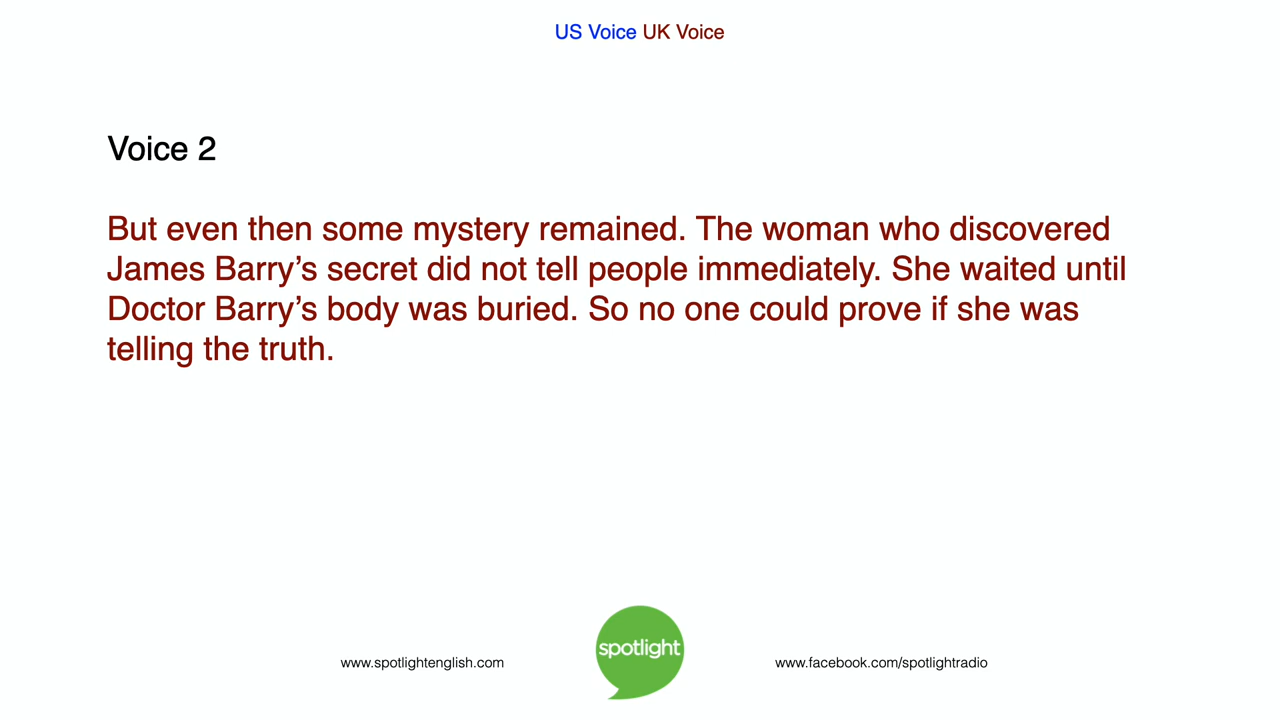 US Voice UK Voice
Voice 2
But even then some mystery remained. The woman who discovered
James Barry’s secret did not tell people immediately. She waited until
Doctor Barry’s body was buried. So no one could prove if she was
telling the truth.
www.spotlightenglish.com
spotlight
www.facebook.com/spotlightradio